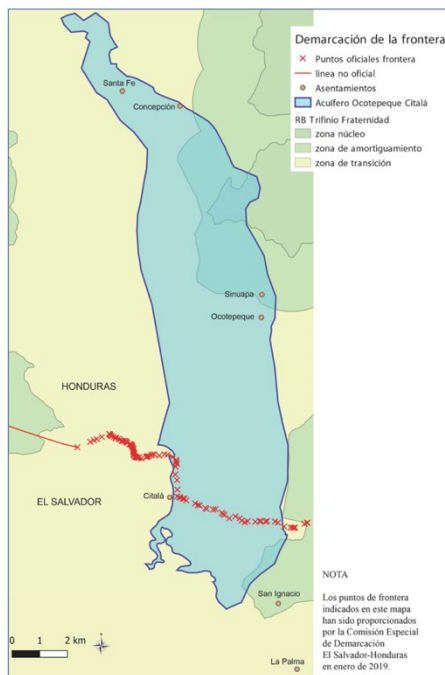 Demarcación de la frontera
Puntos oficiales frontera
linea no oficial
Asentamientos
Acuífero Ocotepeque Citalá
RB Trifinio Fraternidad
zona núcleo
zona de amortiguamiento
zona de transición
Santa Fe
Concepción
Sinuapa
Ocotepeque
HONDURAS
EL SALVADOR
Citalá
San Ignacio
La Palma
0 1 2 km
NOTA
Los puntos de frontera
indicados en este mapa
han sido proporcionados
por la Comisión Especial
de Demarcación
El Salvador-Honduras
en enero de 2019.